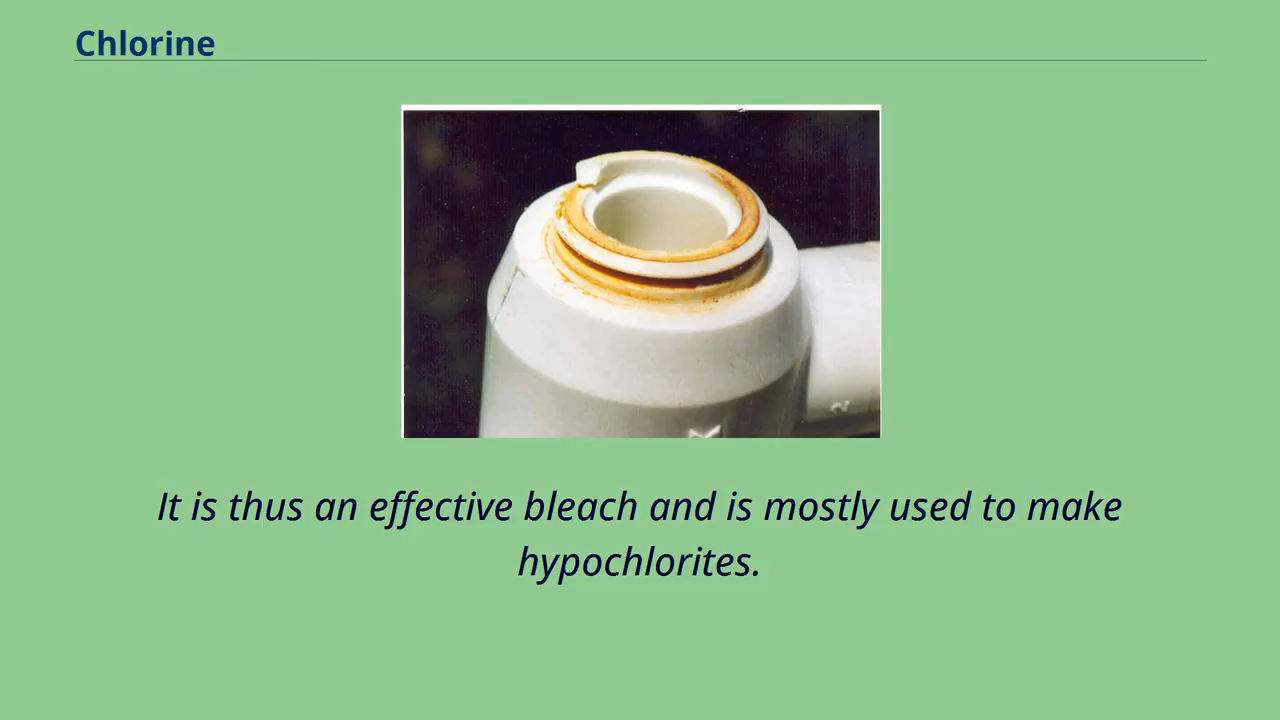 Chlorine
It is thus an effective bleach and is mostly used to make
hypochlorites.